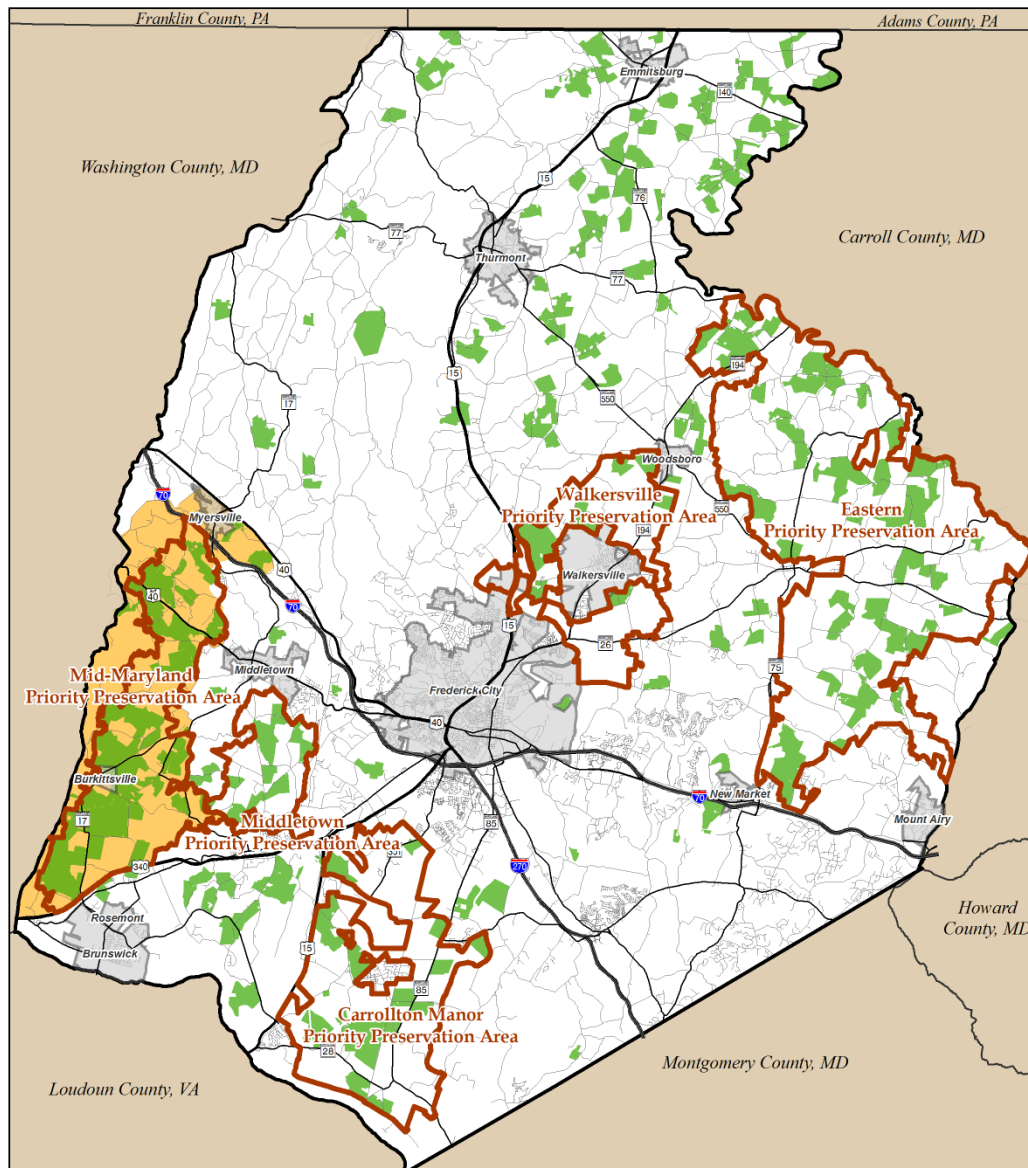 Franklin County, PA
Adams County, PA
Emmitsburg
140
Washington County, MD
15
76
77
Carroll County, MD
Thurmont
77
15
194
17
550
Woodsboro
70
Walkersville
Priority Preservation Area
Eastern
Priority Preservation Area
Myersville
194
550
40
Walkersville
40
70
15
26
Mid-Maryland
Priority Preservation Area
Middletown
75
Frederick City
40
Burkittsville
70
New Market
17
Mount Airy
Middletown
Priority Preservation Area
85
351
340
270
Rosemont
Howard
County, MD
Brunswick
15
85
Carrollton Manor
Priority Preservation Area
28
Montgomery County, MD
Loudoun County, VA